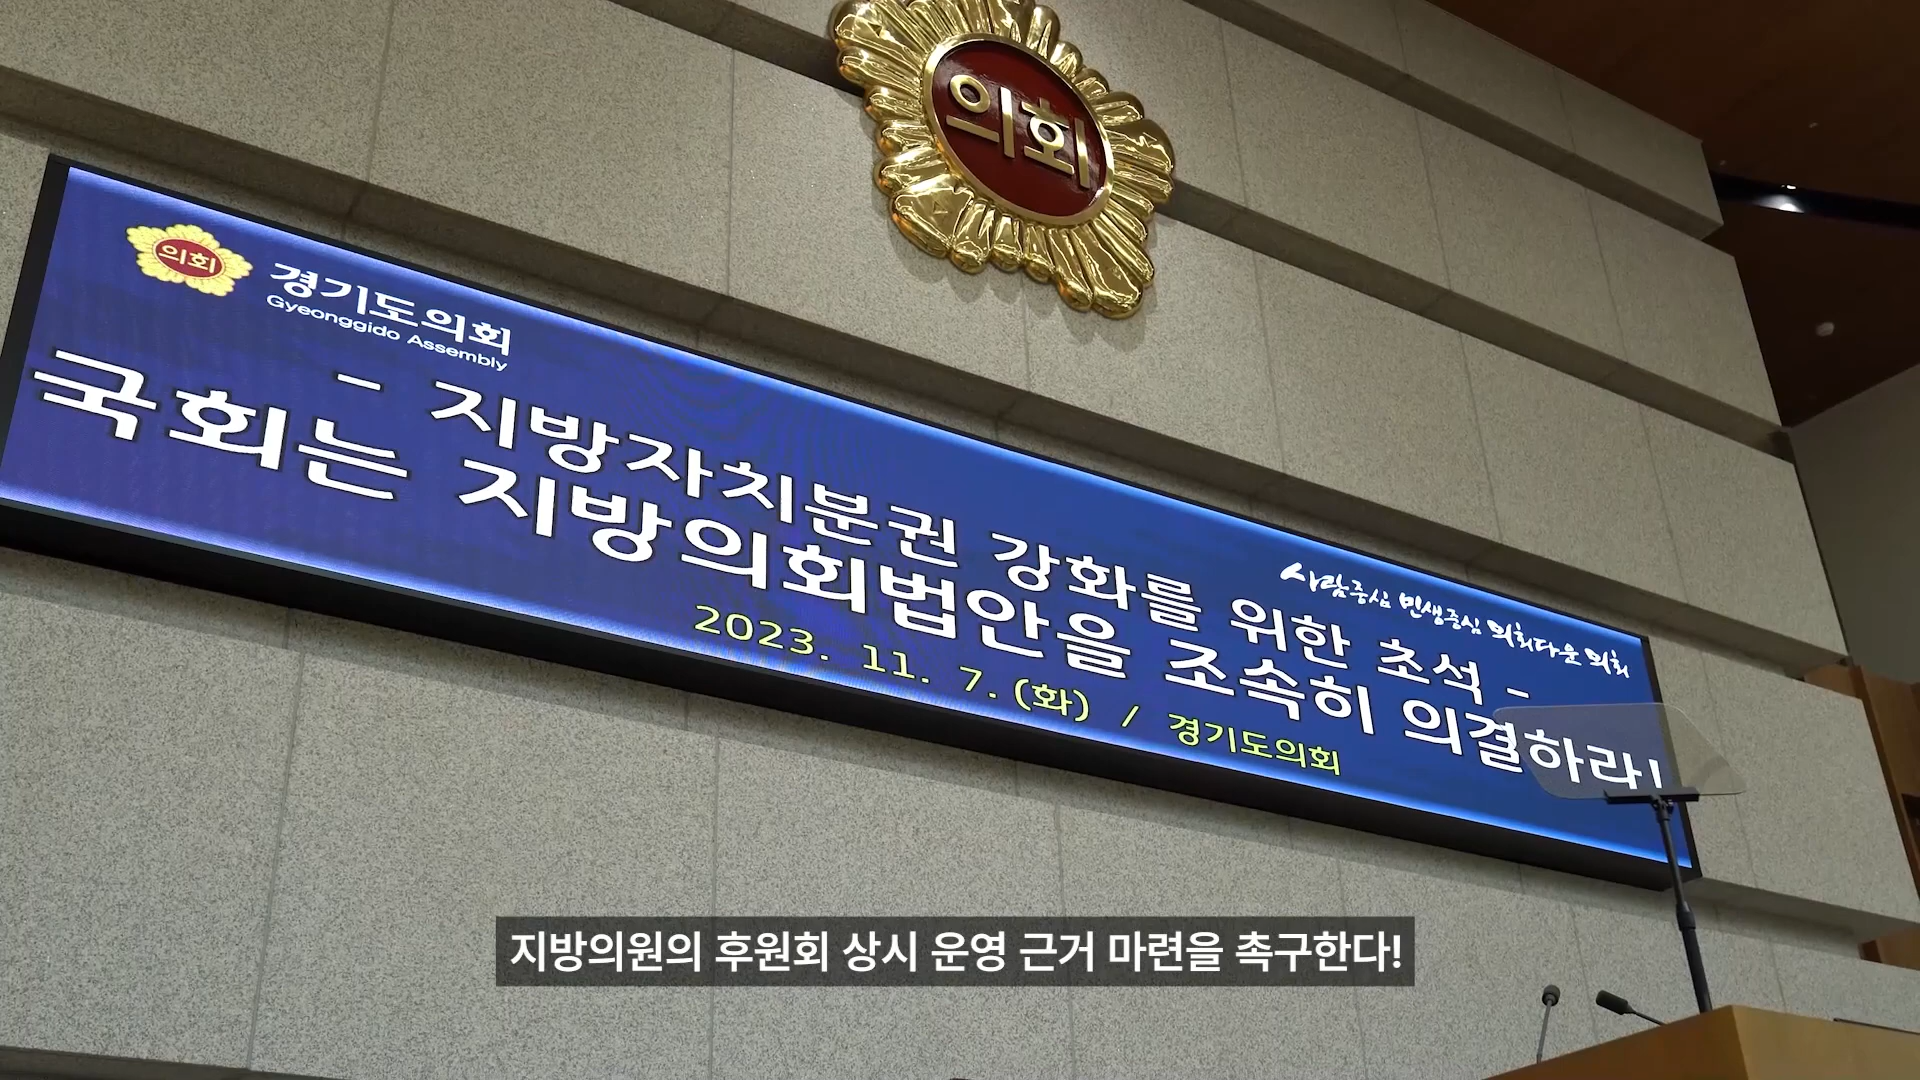 의회
의회
경기도의회
Gyeonggido Assembly
- 지방자치분권 강화를 위한 초석 -
사람중심 민생중심 의회다운 의회
국회는 지방의회법안을 조속히 의결하라!
2023. 11. 7.(화) / 경기도의회
지방의원의 후원회 상시 운영 근거 마련을 촉구한다!